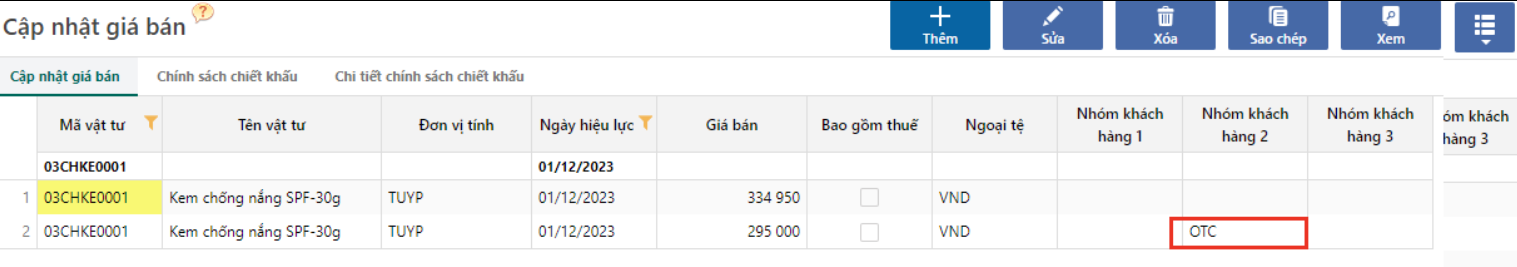 Cập nhật giá bán ?
Thêm Sửa Xóa Sao chép Xem
Cập nhật giá bán Chính sách chiết khấu Chi tiết chính sách chiết khấu
Mã vật tư Tên vật tư Đơn vị tính Ngày hiệu lực Giá bán Bao gồm thuế Ngoại tệ Nhóm khách hàng 1 Nhóm khách hàng 2 Nhóm khách hàng 3 óm khách hàng 3
03CHKE0001 01/12/2023
1 03CHKE0001 Kem chống nắng SPF-30g TUYP 01/12/2023 334 950 VND
2 03CHKE0001 Kem chống nắng SPF-30g TUYP 01/12/2023 295 000 VND OTC